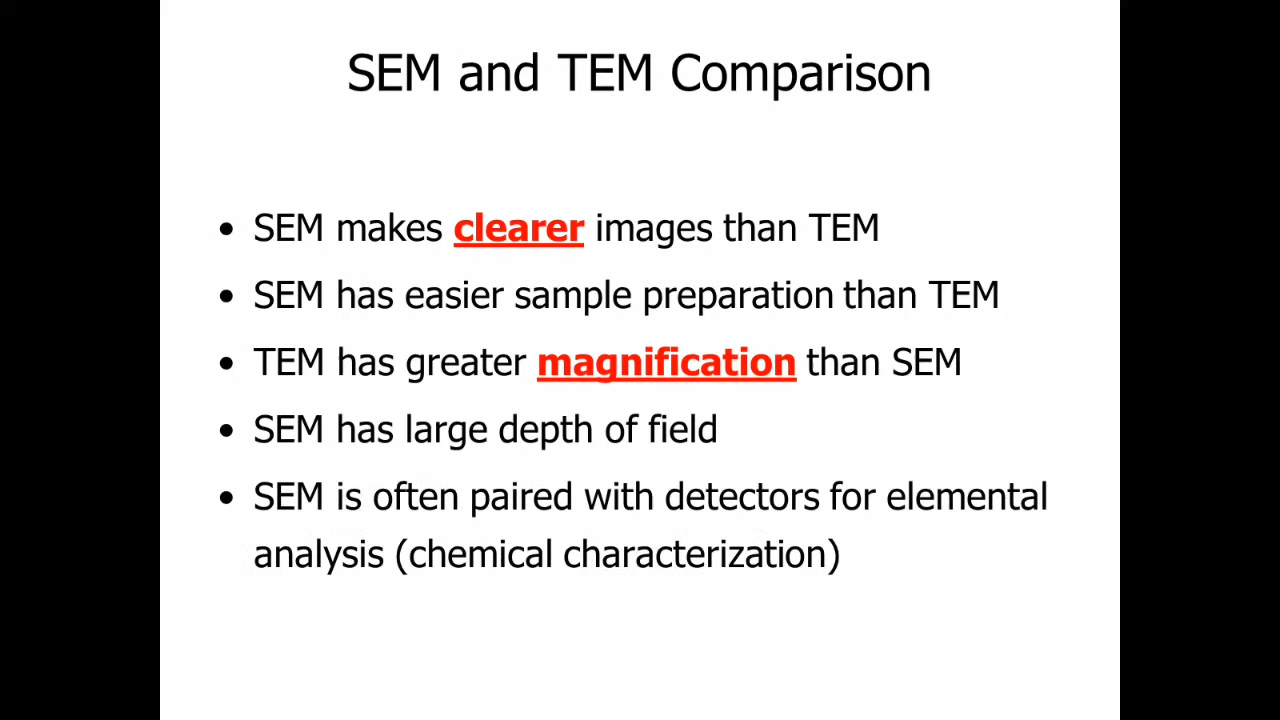 SEM and TEM Comparison
• SEM makes clearer images than TEM
• SEM has easier sample preparation than TEM
• TEM has greater magnification than SEM
• SEM has large depth of field
• SEM is often paired with detectors for elemental
analysis (chemical characterization)